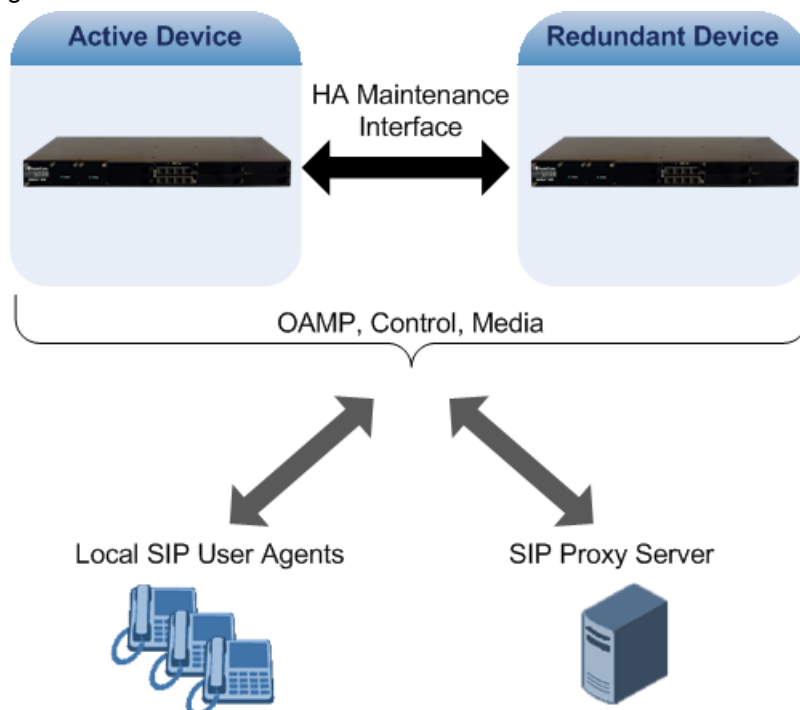 g
Active Device
Redundant Device
HA Maintenance
Interface
OAMP, Control, Media
Local SIP User Agents
SIP Proxy Server